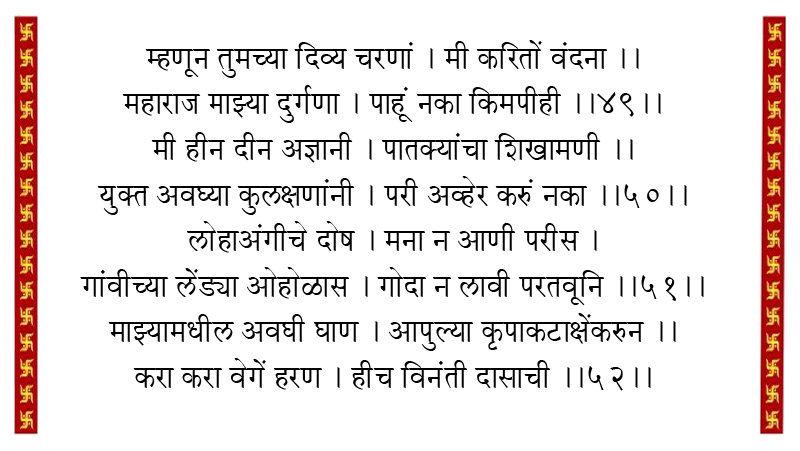 म्हणून तुमच्या दिव्य चरणां । मी करितों वंदना ।।
महाराज माझ्या दुर्गणा । पाहूं नका किमपीही ।।४९।।
मी हीन दीन अज्ञानी । पातक्यांचा शिखामणी ।।
युक्त अवघ्या कुलक्षणांनी । परी अव्हेर करुं नका ।।५०।।
लोहाअंगीचे दोष । मना न आणी परीस ।
गांवीच्या लेंड्या ओहोळास । गोदा न लावी परतवूनि ।।५१।।
माझ्यामधील अवघी घाण । आपुल्या कृपाकटाक्षेंकरुन ।।
करा करा वेगें हरण । हीच विनंती दासाची ।।५२।।